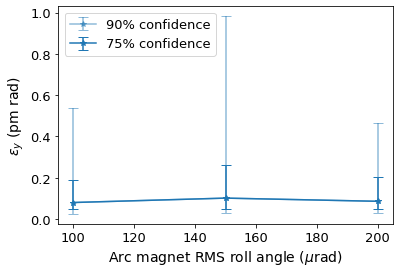 90% confidence
75% confidence
ε_y (pm rad)
1.0
0.8
0.6
0.4
0.2
0.0
100 120 140 160 180 200
Arc magnet RMS roll angle (μrad)